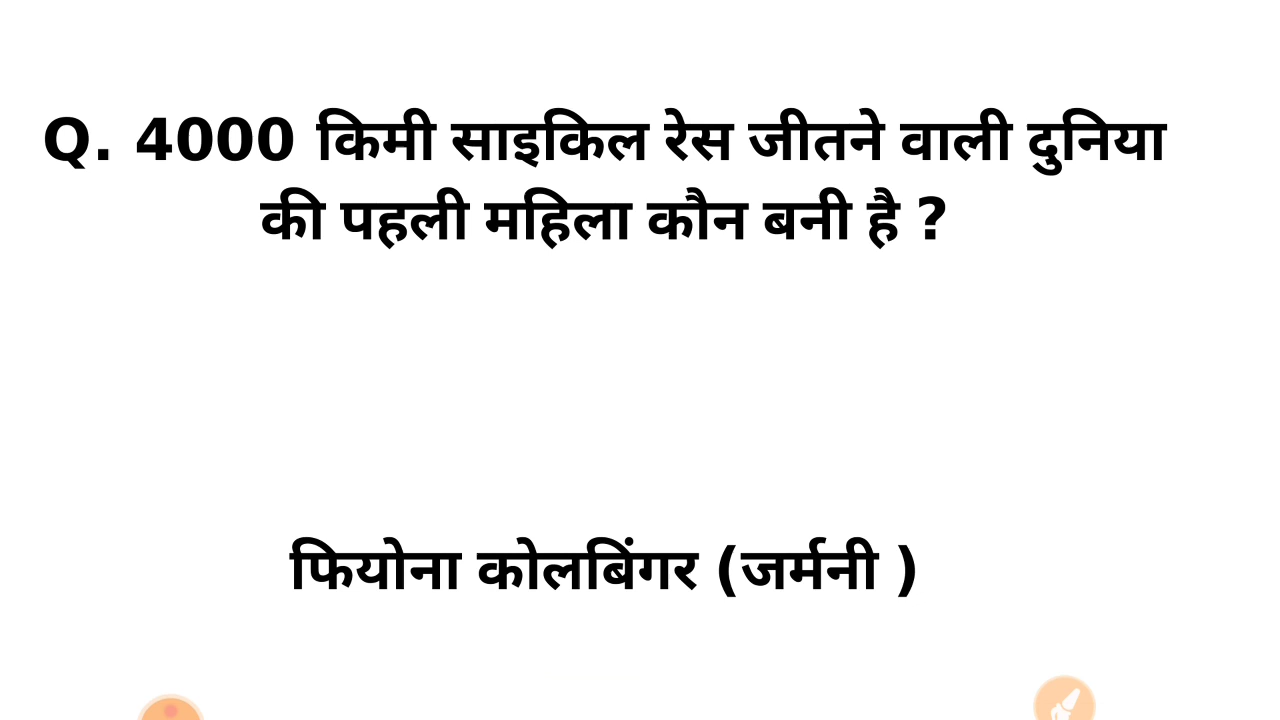 Q. 4000 किमी साइकिल रेस जीतने वाली दुनिया
की पहली महिला कौन बनी है ?
फियोना कोलबिंगर (जर्मनी )